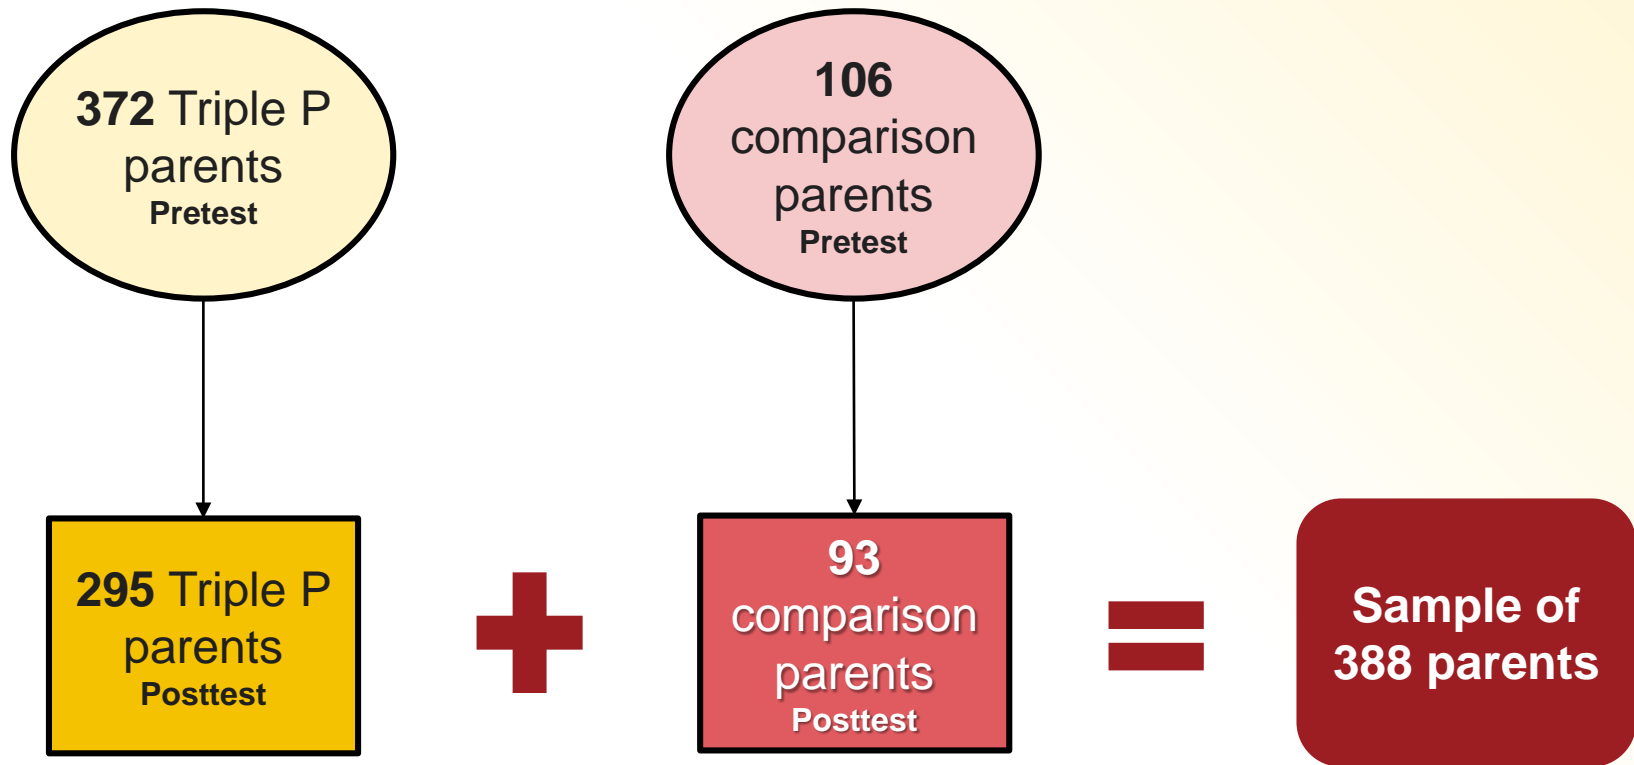 372 Triple P
parents
Pretest
106
comparison
parents
Pretest
295 Triple P
parents
Posttest
93
comparison
parents
Posttest
Sample of
388 parents